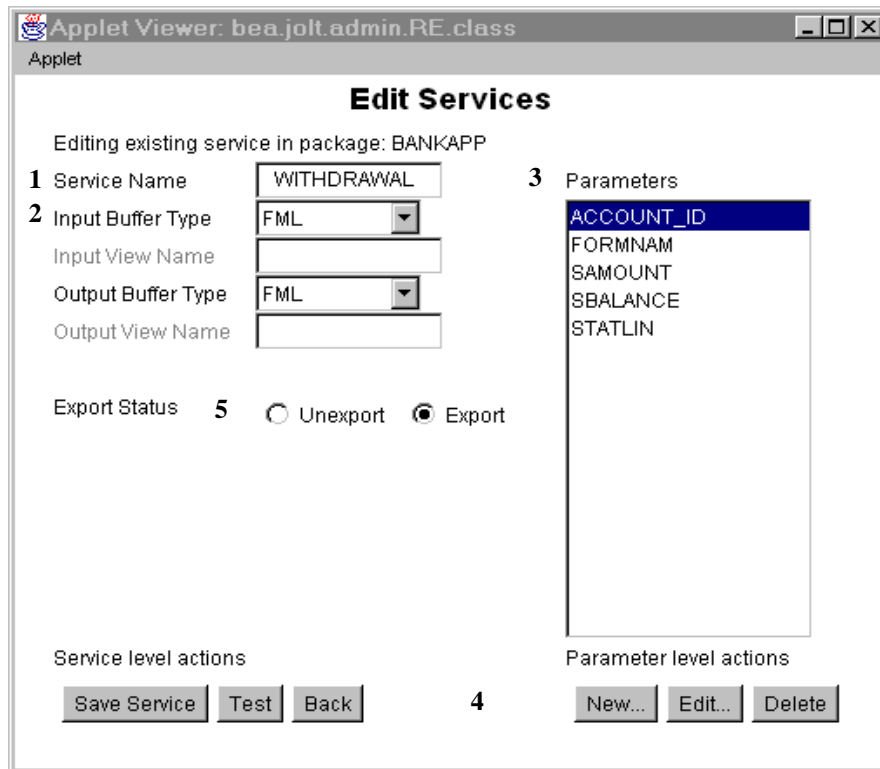 Applet Viewer: bea.jolt.admin.RE.class
Applet
Edit Services
Editing existing service in package: BANKAPP
1 Service Name WITHDRAWAL
2 Input Buffer Type FML
Input View Name
Output Buffer Type FML
Output View Name
Export Status 5 Unexport Export
3 Parameters
ACCOUNT_ID
FORMNAM
SAMOUNT
SBALANCE
STATLIN
Service level actions
Save Service Test Back
4 Parameter level actions
New... Edit... Delete